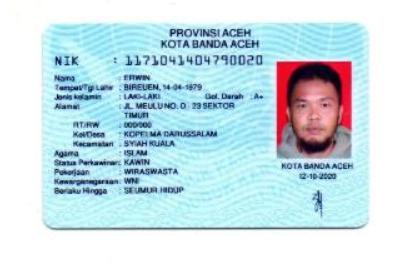 PROVINSI ACEH
KOTA BANDA ACEH
NIK : 1171041404790020
Nama : ERWIN
Tempat/Tgl Lahir : BIREUEN, 14-04-1979
Jenis kelamin : LAKI-LAKI Gol. Darah : A+
Alamat : JL. MEULU NO. D : 23 SEKTOR
TIMUR
RT/RW : 000/000
Kel/Desa : KOPELMA DARUSSALAM
Kecamatan : SYIAH KUALA
Agama : ISLAM
Status Perkawinan: KAWIN
Pekerjaan : WIRASWASTA
Kewarganegaraan: WNI
Berlaku Hingga : SEUMUR HIDUP
KOTA BANDA ACEH
12-10-2020